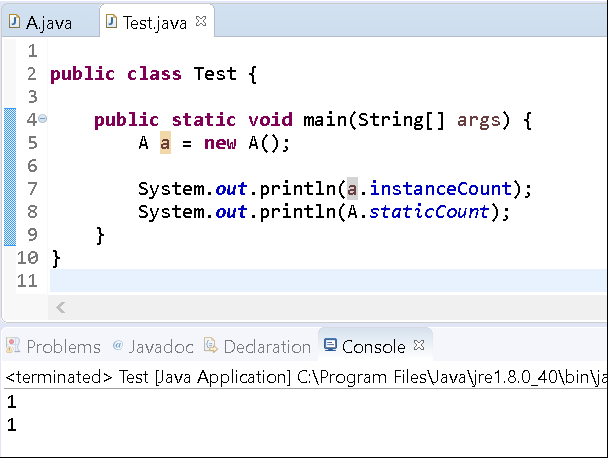 A.java Test.java
1
2 public class Test {
3
4 public static void main(String[] args) {
5 A a = new A();
6
7 System.out.println(a.instanceCount);
8 System.out.println(A.staticCount);
9 }
10 }
11
Problems @ Javadoc Declaration Console
<terminated> Test [Java Application] C:\Program Files\Java\jre1.8.0_40\bin\ja
1
1